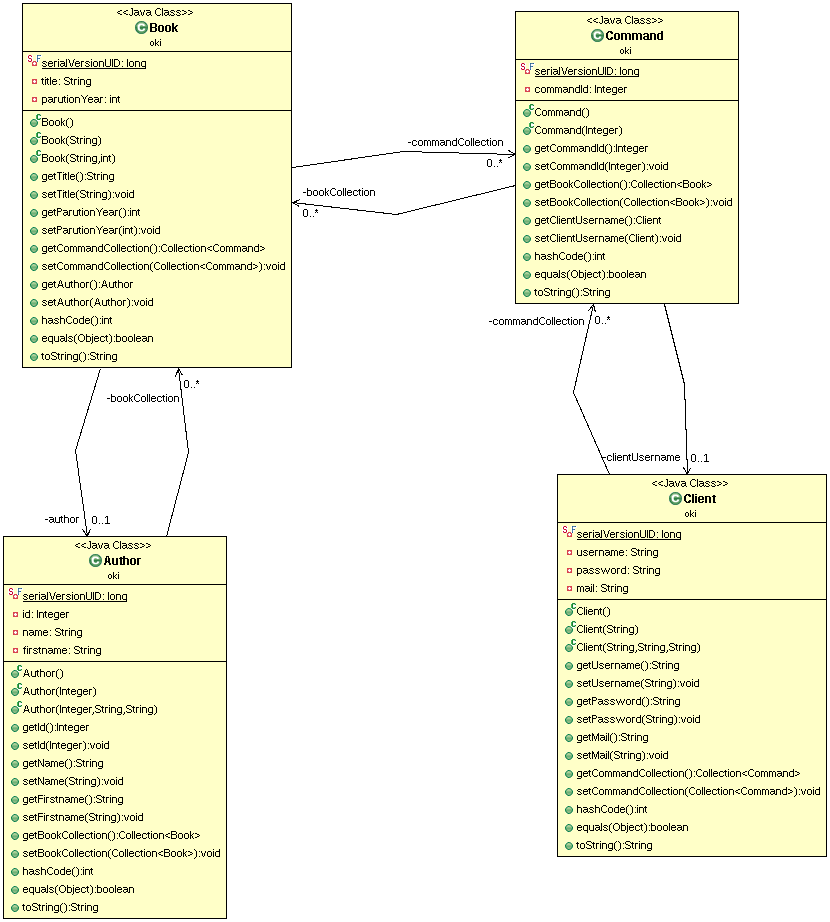 <<Java Class>>
Book
oki
serialVersionUID: long
title: String
parutionYear: int
Book()
Book(String)
Book(String,int)
getTitle():String
setTitle(String):void
getParutionYear():int
setParutionYear(int):void
getCommandCollection():Collection<Command>
setCommandCollection(Collection<Command>):void
getAuthor():Author
setAuthor(Author):void
hashCode():int
equals(Object):boolean
toString():String
-commandCollection
0..*
-bookCollection
0..*
<<Java Class>>
Command
oki
serialVersionUID: long
commandId: Integer
Command()
Command(Integer)
getCommandId():Integer
setCommandId(Integer):void
getBookCollection():Collection<Book>
setBookCollection(Collection<Book>):void
getClientUsername():Client
setClientUsername(Client):void
hashCode():int
equals(Object):boolean
toString():String
-commandCollection
0..*
-clientUsername
0..1
0..*
-bookCollection
-author
0..1
<<Java Class>>
Author
oki
serialVersionUID: long
id: Integer
name: String
firstname: String
Author()
Author(Integer)
Author(Integer,String,String)
getId():Integer
setId(Integer):void
getName():String
setName(String):void
getFirstname():String
setFirstname(String):void
getBookCollection():Collection<Book>
setBookCollection(Collection<Book>):void
hashCode():int
equals(Object):boolean
toString():String
<<Java Class>>
Client
oki
serialVersionUID: long
username: String
password: String
mail: String
Client()
Client(String)
Client(String,String,String)
getUsername():String
setUsername(String):void
getPassword():String
setPassword(String):void
getMail():String
setMail(String):void
getCommandCollection():Collection<Command>
setCommandCollection(Collection<Command>):void
hashCode():int
equals(Object):boolean
toString():String